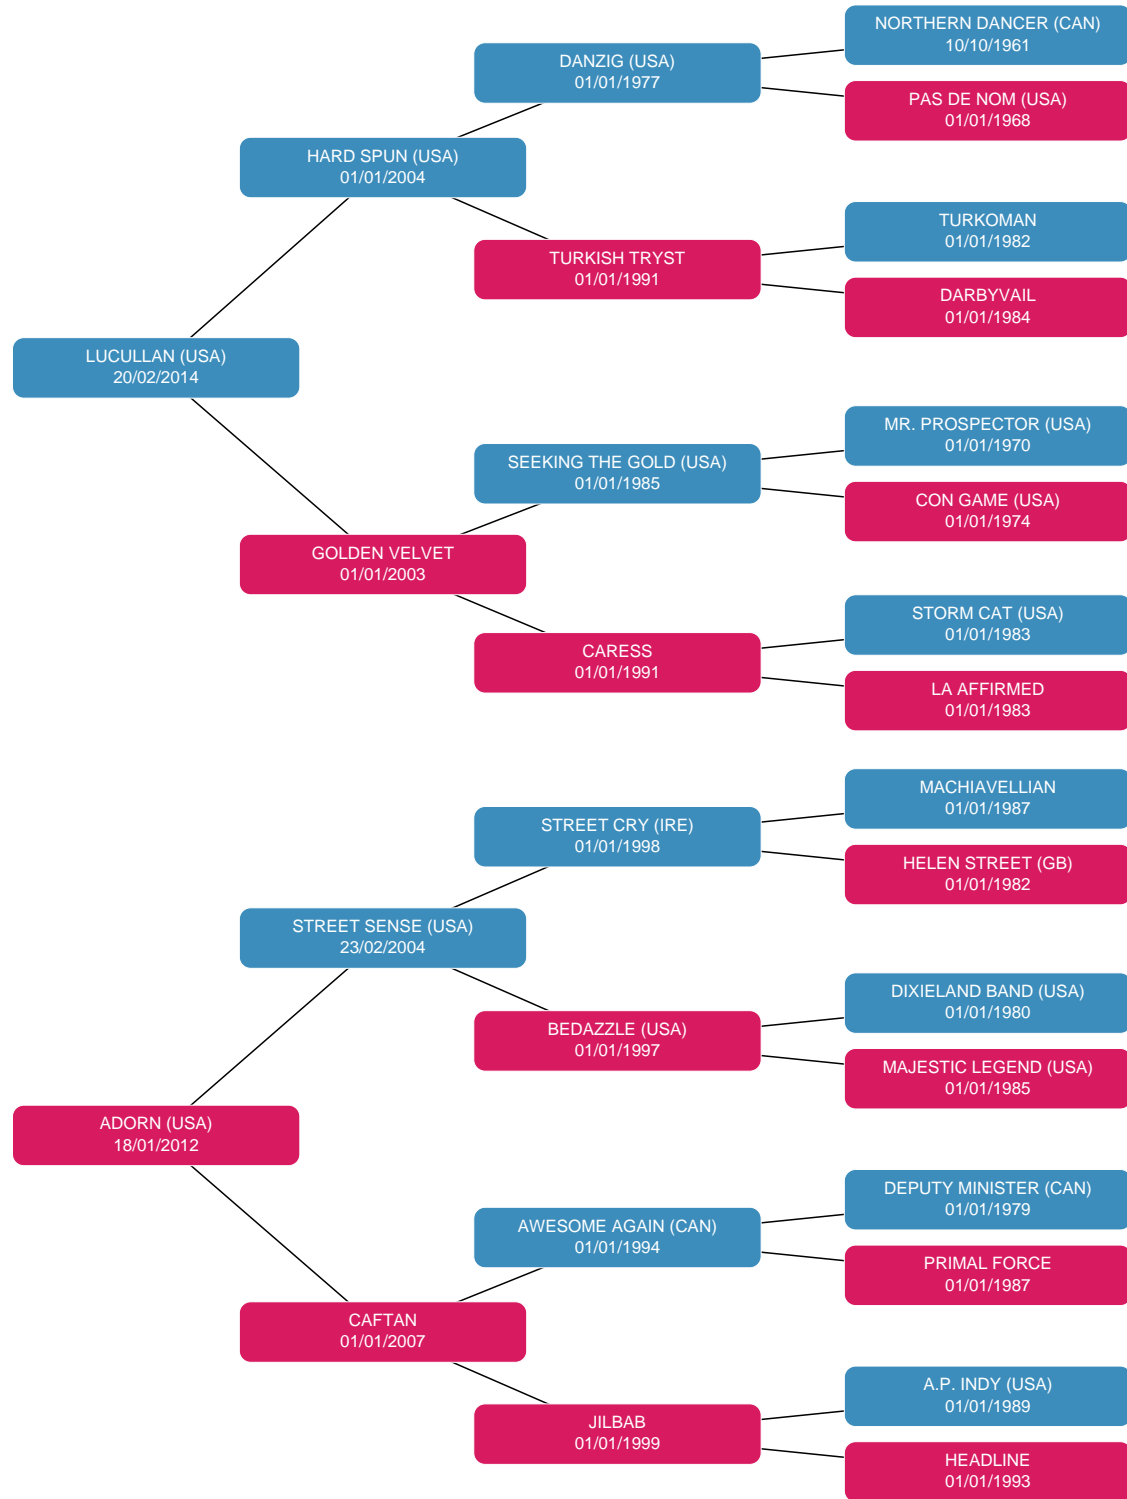 NORTHERN DANCER (CAN)
10/10/1961
DANZIG (USA)
01/01/1977
PAS DE NOM (USA)
01/01/1968
HARD SPUN (USA)
01/01/2004
TURKOMAN
01/01/1982
TURKISH TRYST
01/01/1991
DARBYVAIL
01/01/1984
LUCULLAN (USA)
20/02/2014
MR. PROSPECTOR (USA)
01/01/1970
SEEKING THE GOLD (USA)
01/01/1985
CON GAME (USA)
01/01/1974
GOLDEN VELVET
01/01/2003
STORM CAT (USA)
01/01/1983
CARESS
01/01/1991
LA AFFIRMED
01/01/1983
MACHIAVELLIAN
01/01/1987
STREET CRY (IRE)
01/01/1998
HELEN STREET (GB)
01/01/1982
STREET SENSE (USA)
23/02/2004
DIXIELAND BAND (USA)
01/01/1980
BEDAZZLE (USA)
01/01/1997
MAJESTIC LEGEND (USA)
01/01/1985
ADORN (USA)
18/01/2012
DEPUTY MINISTER (CAN)
01/01/1979
AWESOME AGAIN (CAN)
01/01/1994
PRIMAL FORCE
01/01/1987
CAFTAN
01/01/2007
A.P. INDY (USA)
01/01/1989
JILBAB
01/01/1999
HEADLINE
01/01/1993